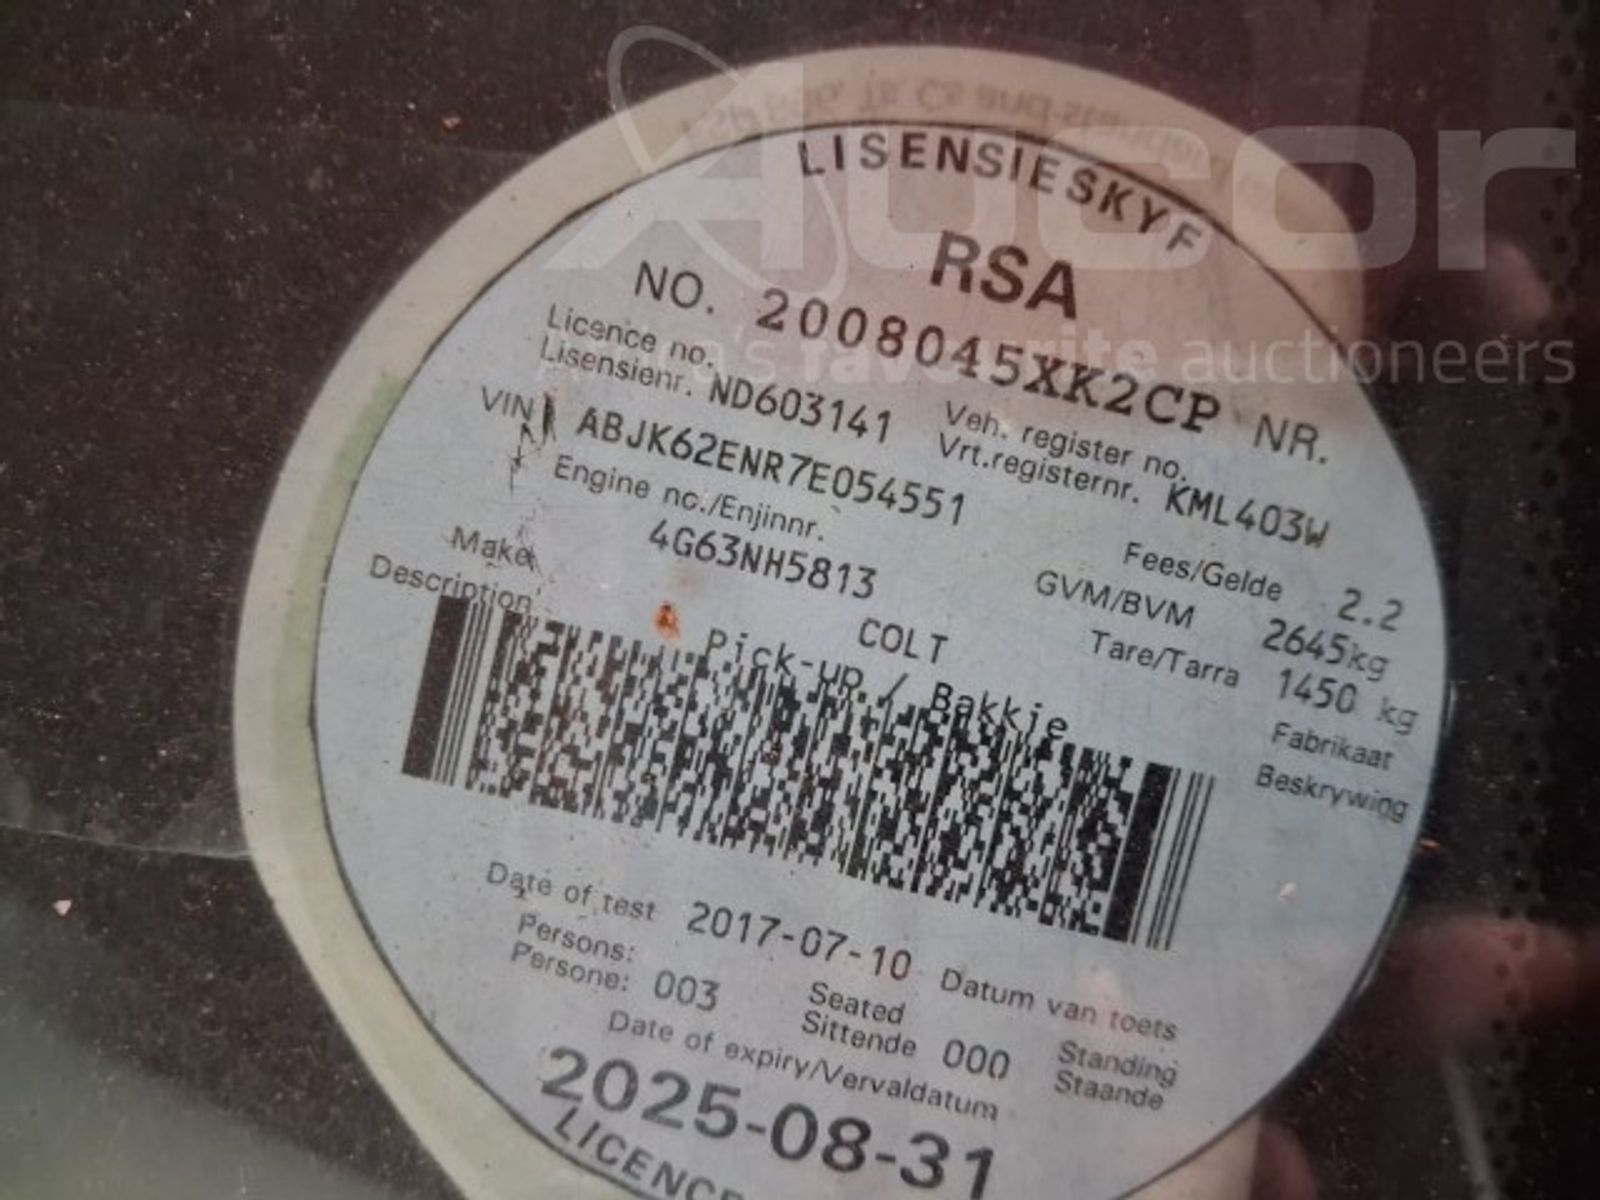 LISENSIESKYF
RSA
NO. 2008045XK2CP NR.
Licence no.
Lisensienr. ND603141
Veh. register no.
Vrt.registernr. KML403W
VIN ABJK62ENR7E054551
Engine no./Enjinnr.
4G63NH5813
Fees/Gelde 2.2
GVM/BVM 2645kg
Tare/Tarra 1450 kg
Make COLT Fabrikaat
Description Pick-up / Bakkie Beskrywing
Date of test 2017-07-10 Datum van toets
Persons:
Persone: 003
Seated
Sittende 000
Standing
Staande
Date of expiry/Vervaldatum
2025-08-31
LICENCE
Aucor
favourite auctioneers